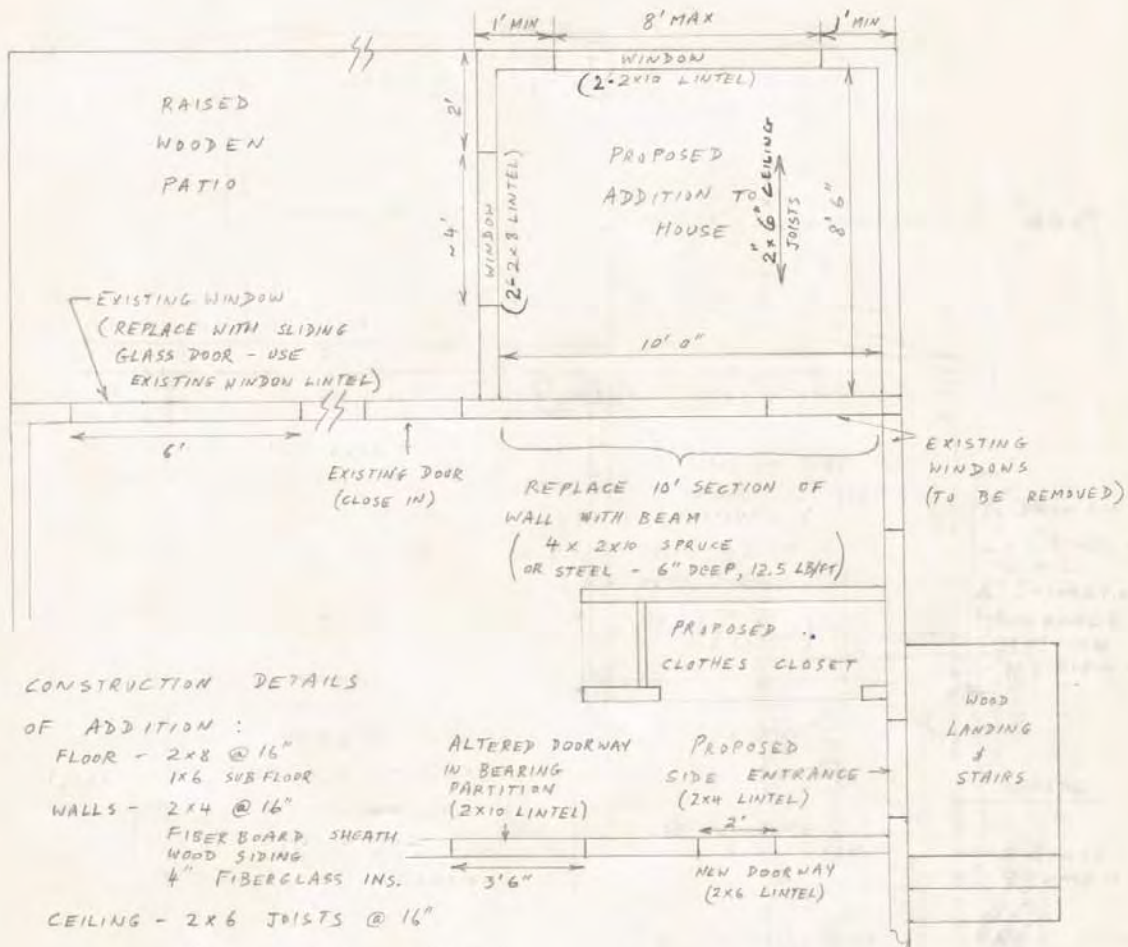 1' MIN
8' MAX
1' MIN
WINDOW
(2-2x10 LINTEL)
RAISED
WOODEN
PATIO
2'
~4'
WINDOW
(2-2x8 LINTEL)
PROPOSED
ADDITION TO
HOUSE
2x6" CEILING
JOISTS
8' 6"
10' 0"
EXISTING WINDOW
(REPLACE WITH SLIDING
GLASS DOOR - USE
EXISTING WINDOW LINTEL)
6'
EXISTING DOOR
(CLOSE IN)
REPLACE 10' SECTION OF
WALL WITH BEAM
(4 x 2x10 SPRUCE
OR STEEL - 6" DEEP, 12.5 LB/FT)
EXISTING
WINDOWS
(TO BE REMOVED)
PROPOSED
CLOTHES CLOSET
WOOD
LANDING
&
STAIRS
CONSTRUCTION DETAILS
OF ADDITION :
FLOOR - 2x8 @ 16"
1x6 SUBFLOOR
WALLS - 2x4 @ 16"
FIBERBOARD SHEATH
WOOD SIDING
4" FIBERGLASS INS.
CEILING - 2x6 JOISTS @ 16"
ALTERED DOORWAY
IN BEARING
PARTITION
(2x10 LINTEL)
3'6"
PROPOSED
SIDE ENTRANCE
(2x4 LINTEL)
2'
NEW DOORWAY
(2x6 LINTEL)